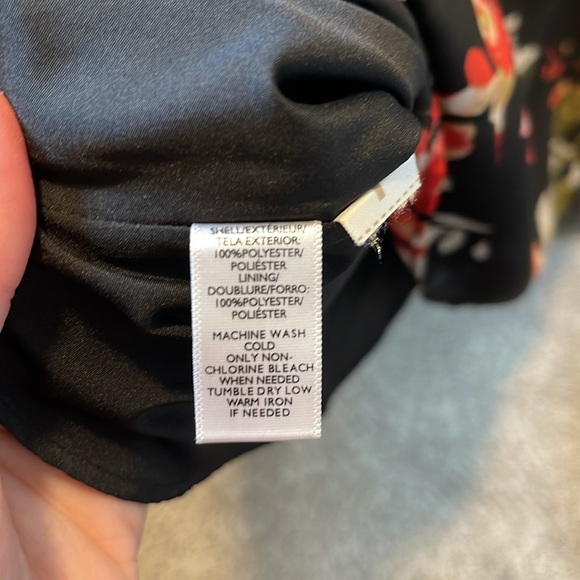 SHELL/EXTÉRIEUR/
TELA EXTERIOR:
100%POLYESTER/
POLIÉSTER
LINING/
DOUBLURE/FORRO:
100%POLYESTER/
POLIÉSTER
MACHINE WASH
COLD
ONLY NON-
CHLORINE BLEACH
WHEN NEEDED
TUMBLE DRY LOW
WARM IRON
IF NEEDED